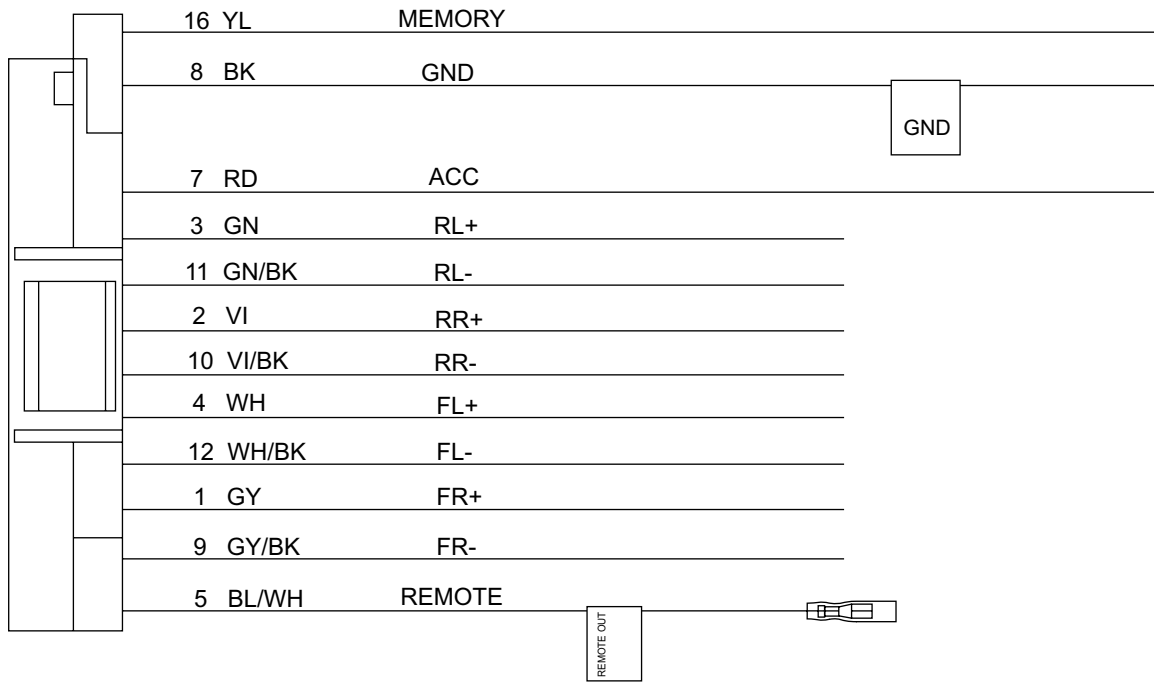 16 YL MEMORY
8 BK GND
GND
7 RD ACC
3 GN RL+
11 GN/BK RL-
2 VI RR+
10 VI/BK RR-
4 WH FL+
12 WH/BK FL-
1 GY FR+
9 GY/BK FR-
5 BL/WH REMOTE
REMOTE OUT